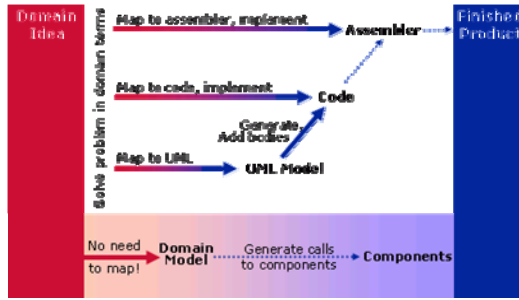 Domain
Idea
Solve problem in domain terms
Map to assembler, implement
Assembler
Finished
Product
Map to code, implement
Code
Generate,
Add bodies
Map to UML
UML Model
No need
to map!
Domain
Model
Generate calls
to components
Components